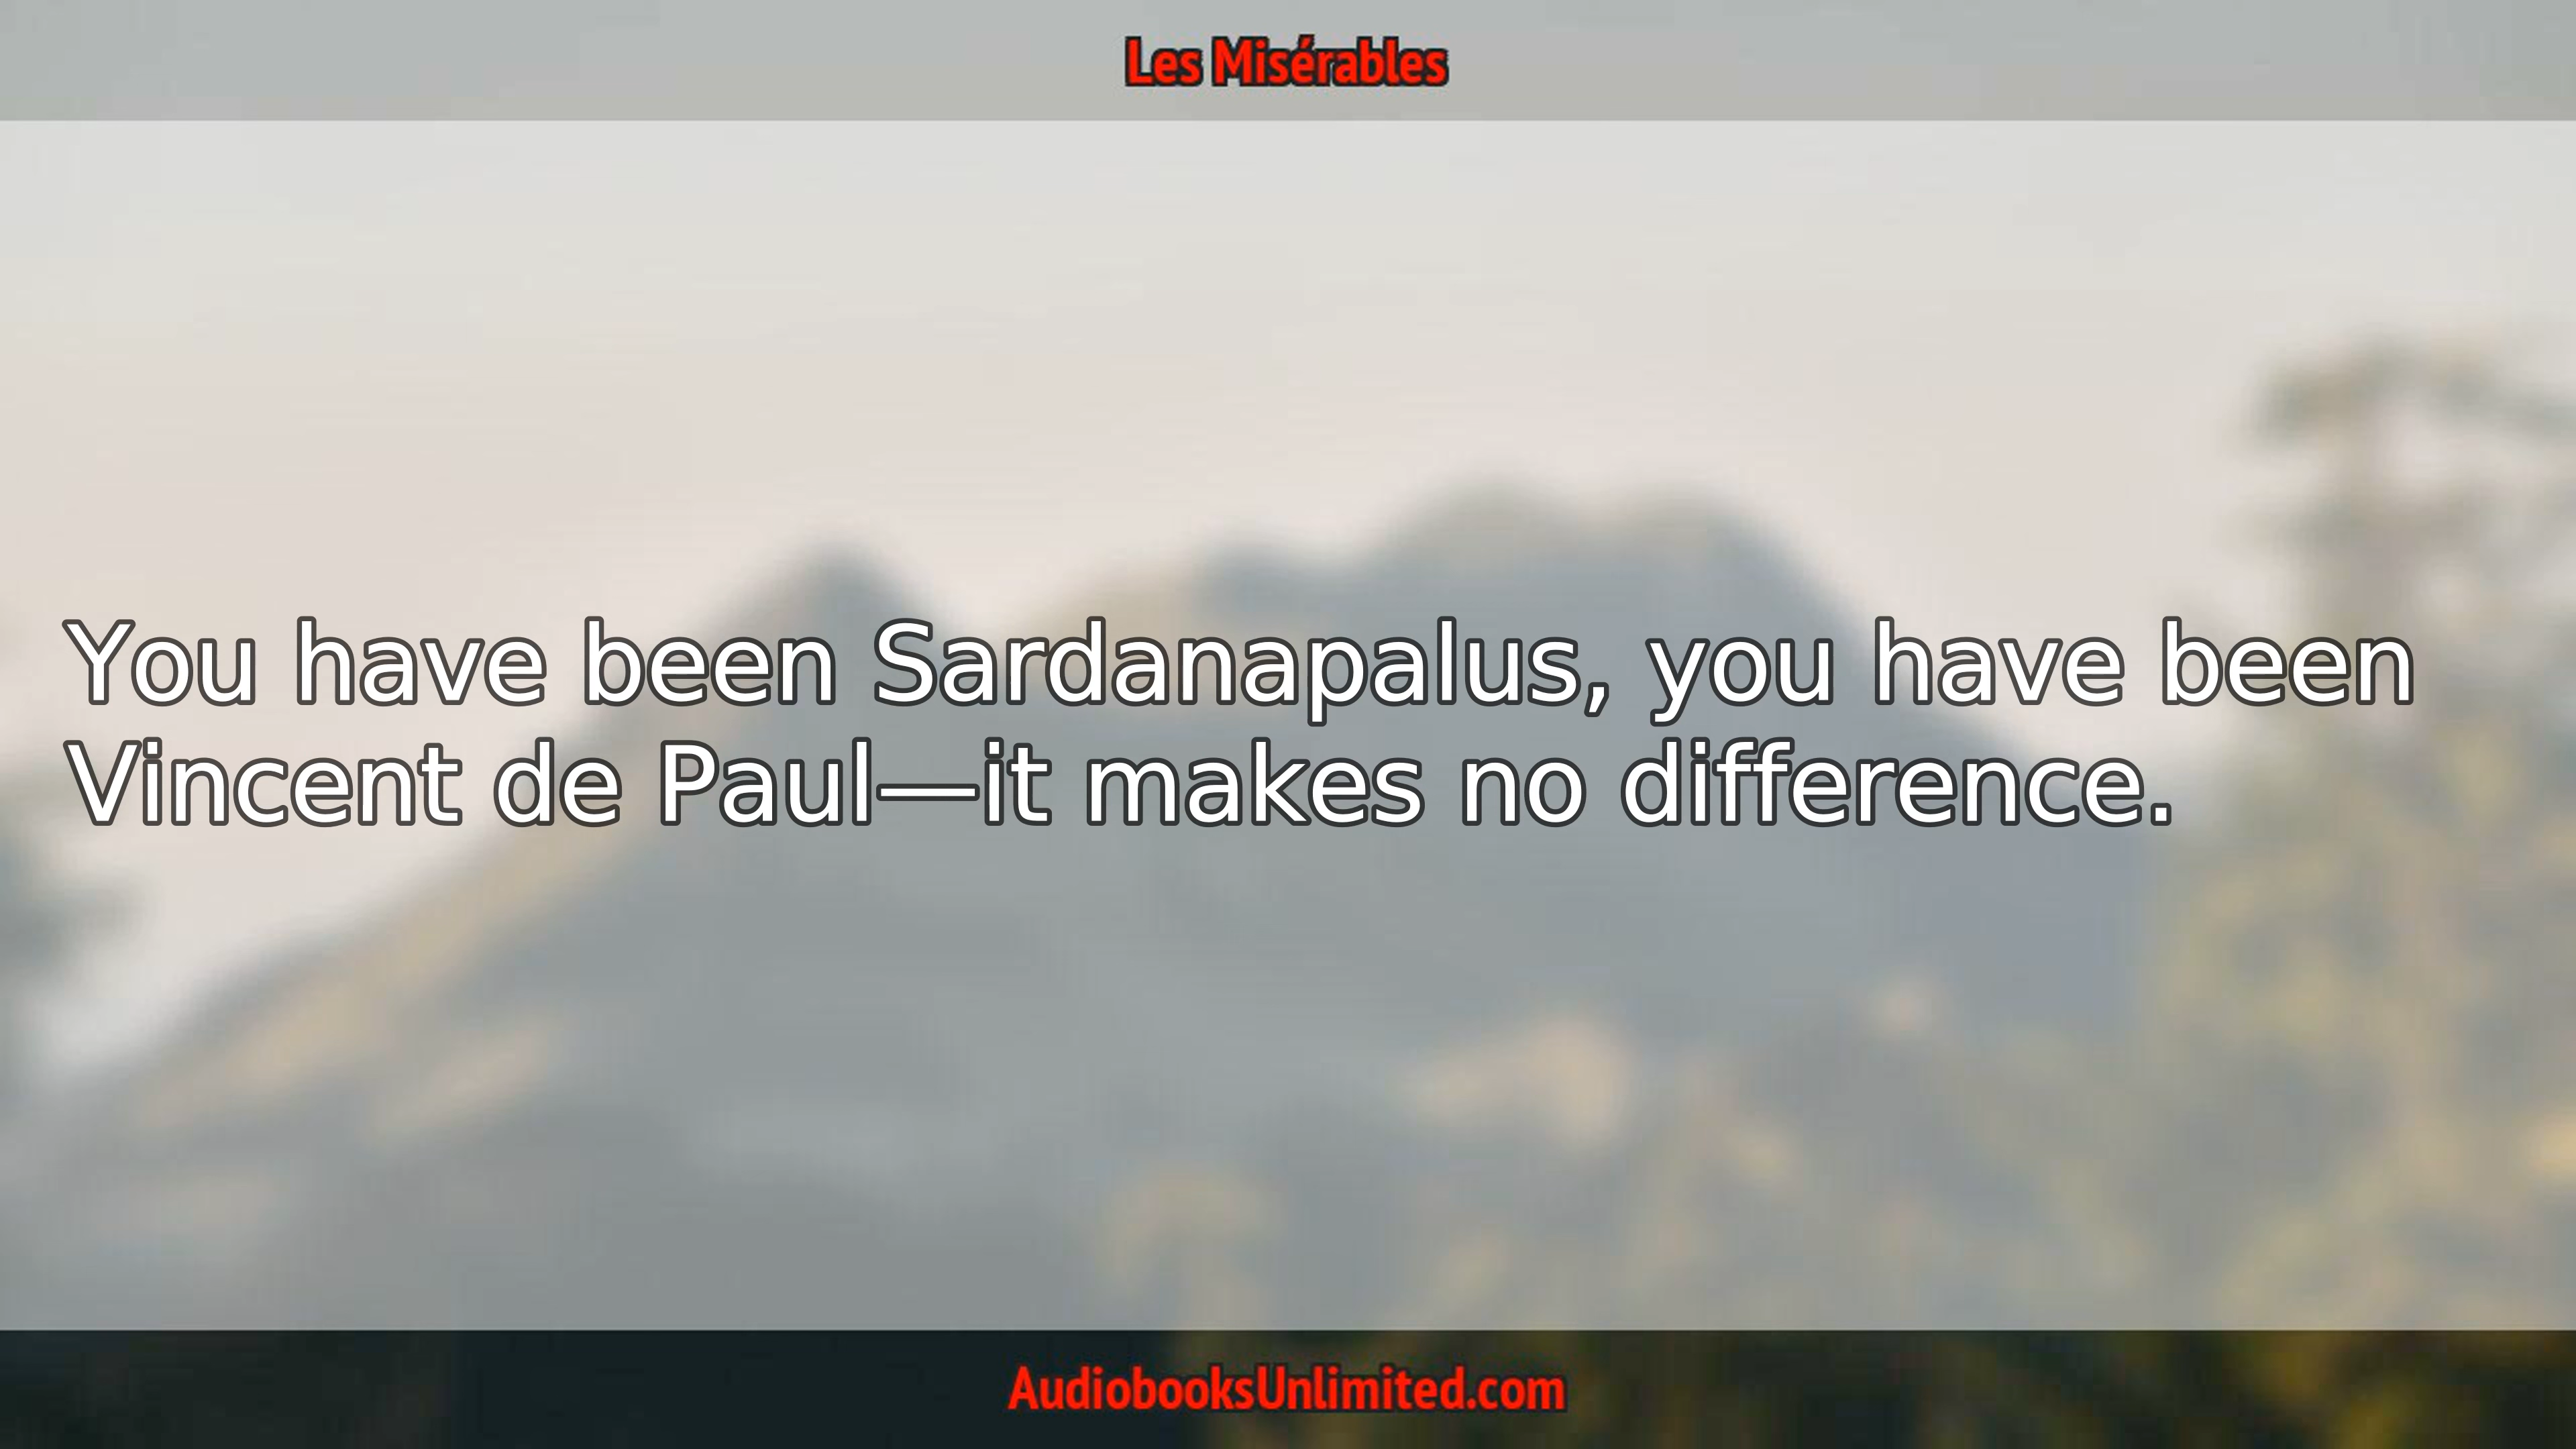 Les Misérables
You have been Sardanapalus, you have been
Vincent de Paul—it makes no difference.
AudiobooksUnlimited.com